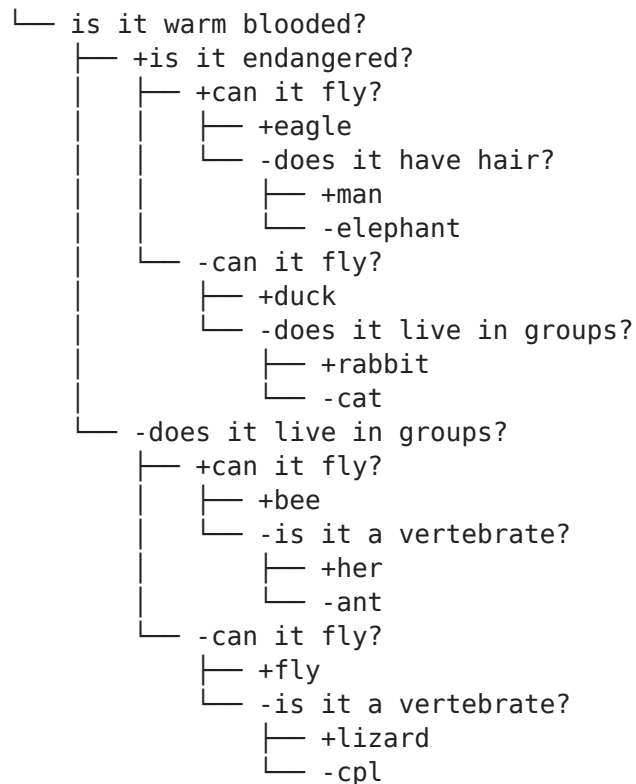 └── is it warm blooded?
    ├── +is it endangered?
    │   ├── +can it fly?
    │   │   ├── +eagle
    │   │   └── -does it have hair?
    │   │       ├── +man
    │   │       └── -elephant
    │   └── -can it fly?
    │       ├── +duck
    │       └── -does it live in groups?
    │           ├── +rabbit
    │           └── -cat
    └── -does it live in groups?
        ├── +can it fly?
        │   ├── +bee
        │   └── -is it a vertebrate?
        │       ├── +her
        │       └── -ant
        └── -can it fly?
            ├── +fly
            └── -is it a vertebrate?
                ├── +lizard
                └── -cpl